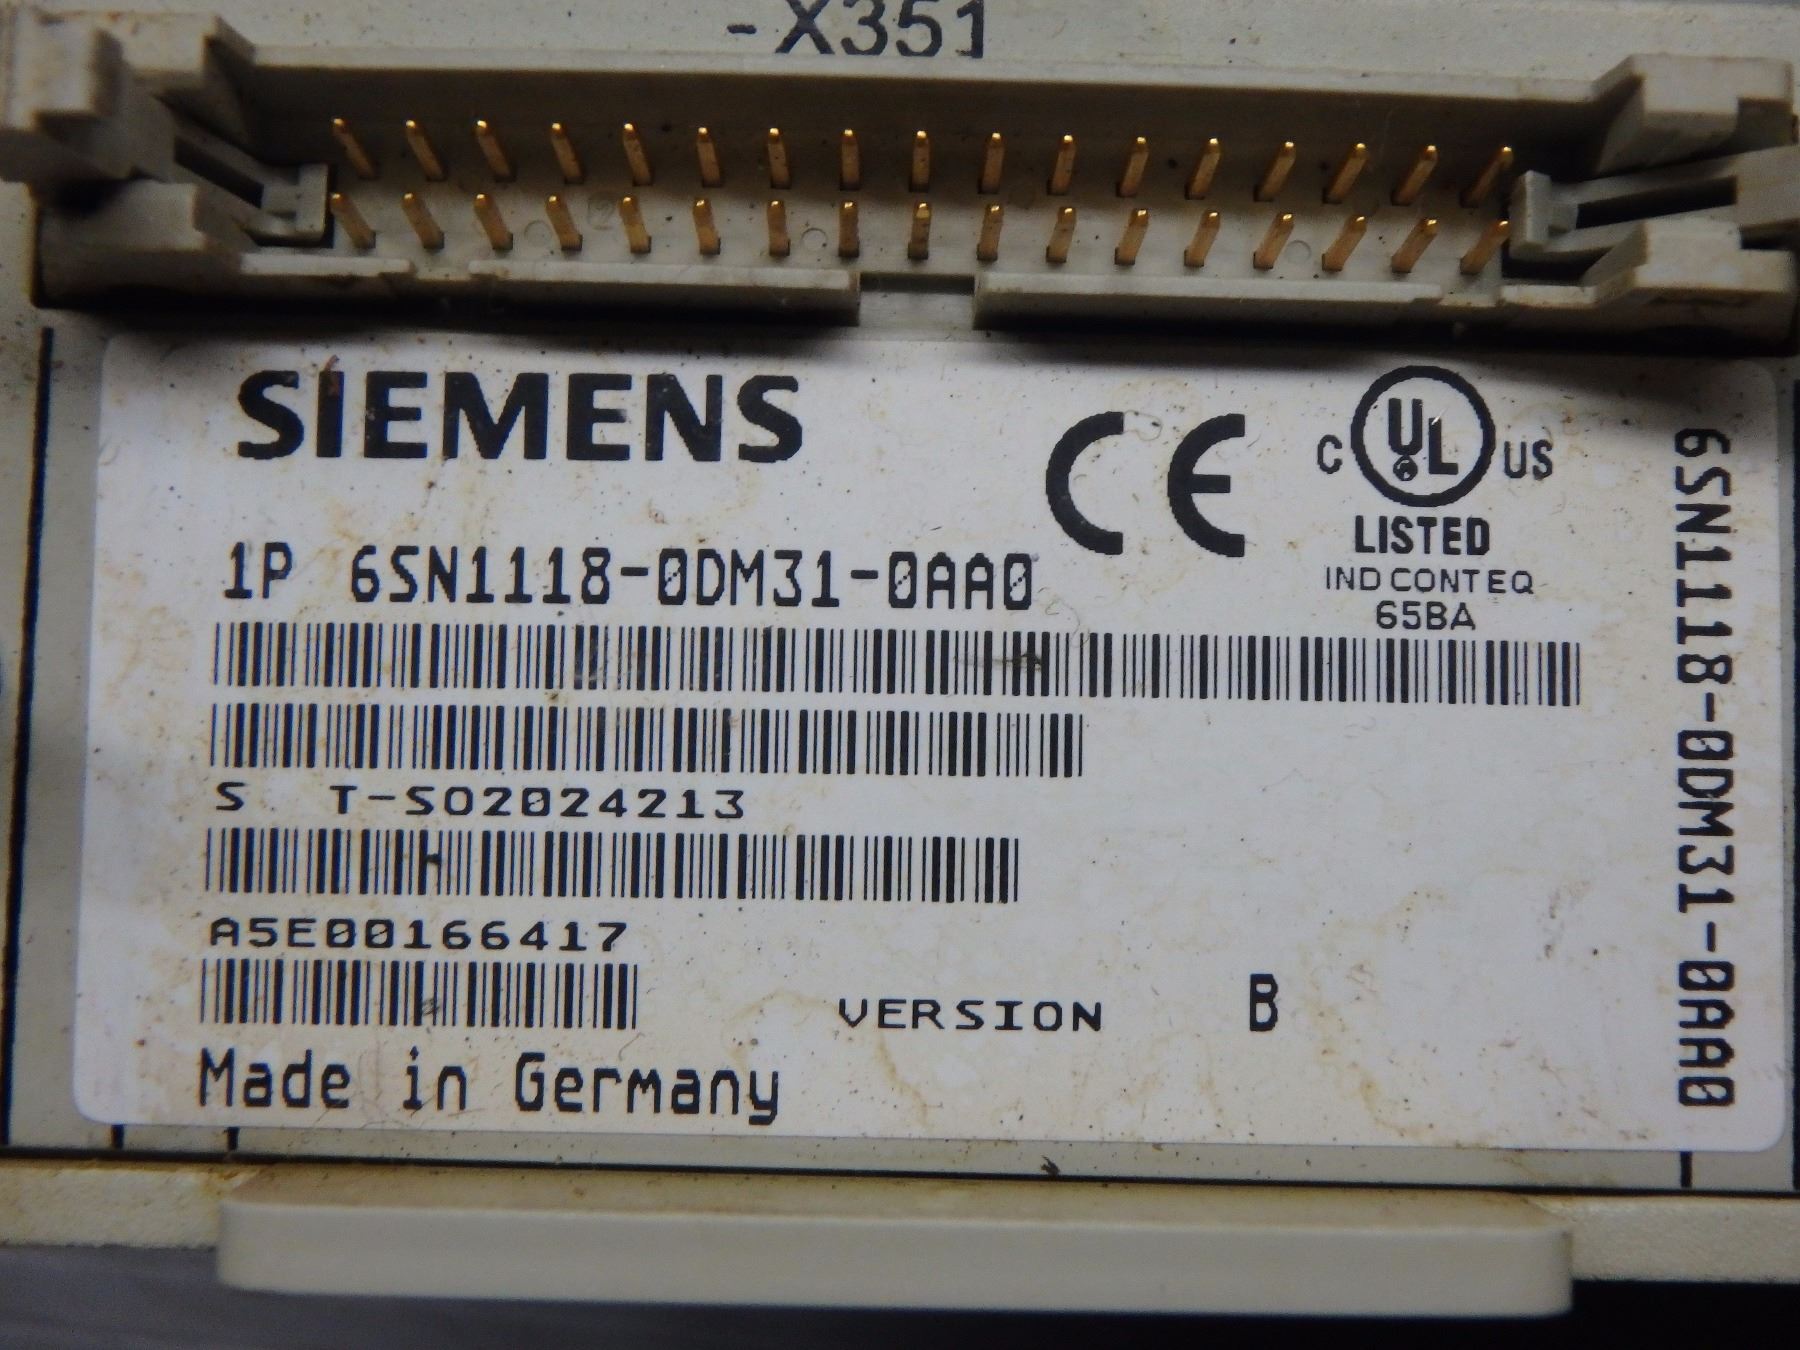 -X351
SIEMENS
CE
C UL US
LISTED
IND CONT EQ
65BA
1P 6SN1118-0DM31-0AA0
S T-SO2024213
A5E00166417
VERSION B
Made in Germany
6SN1118-0DM31-0AA0